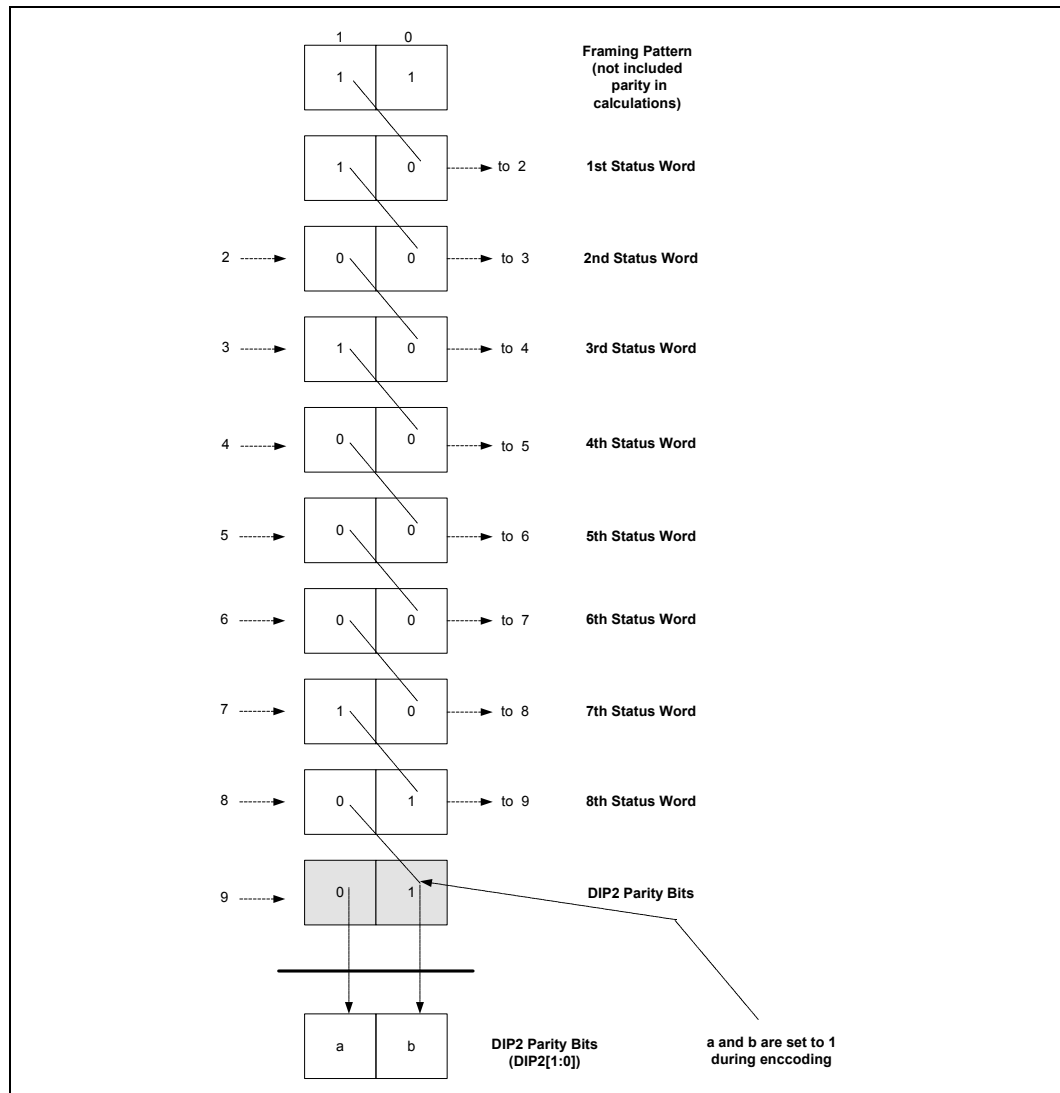 1 0
Framing Pattern
(not included
parity in
calculations)
1 1
1 0 to 2 1st Status Word
2 0 0 to 3 2nd Status Word
3 1 0 to 4 3rd Status Word
4 0 0 to 5 4th Status Word
5 0 0 to 6 5th Status Word
6 0 0 to 7 6th Status Word
7 1 0 to 8 7th Status Word
8 0 1 to 9 8th Status Word
9 0 1 DIP2 Parity Bits
a b
DIP2 Parity Bits
(DIP2[1:0])
a and b are set to 1
during enccoding